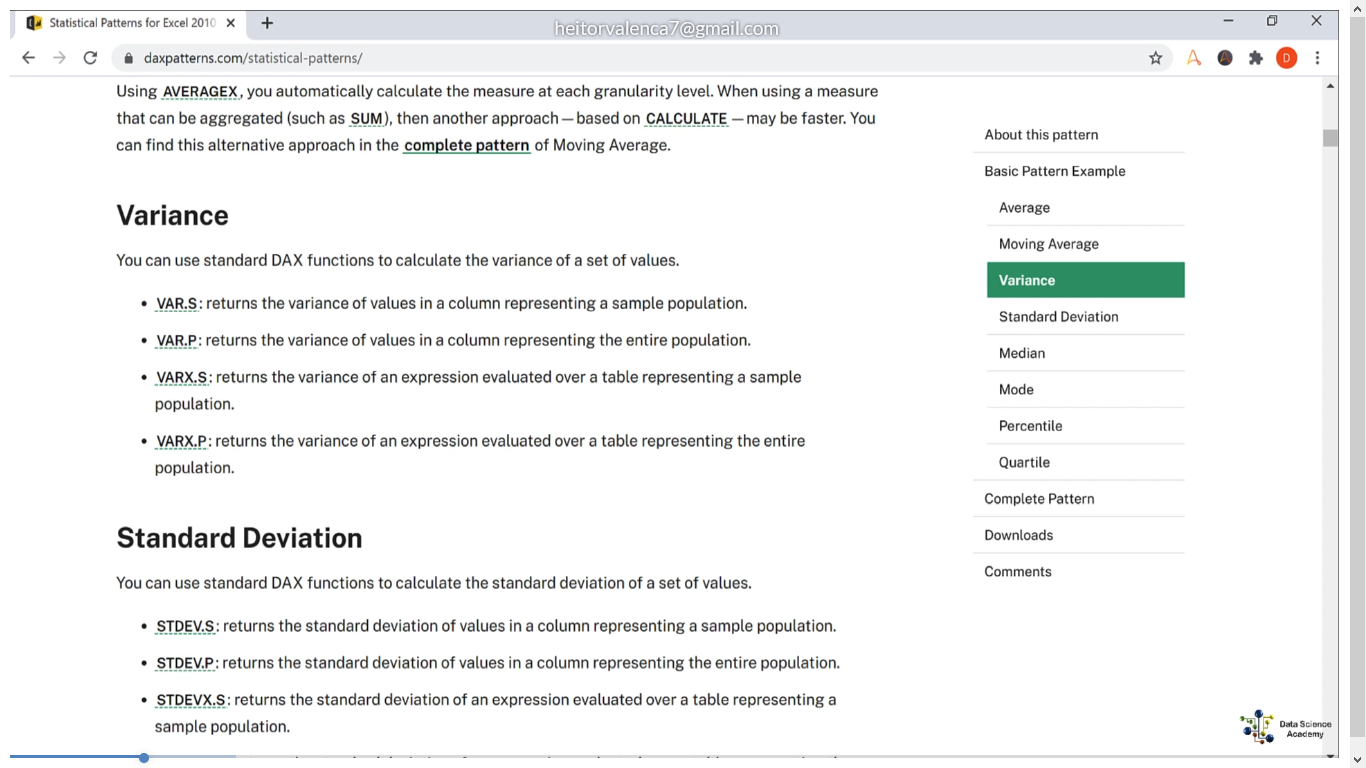 Statistical Patterns for Excel 2010
heitorvalenca7@gmail.com
daxpatterns.com/statistical-patterns/
D
Using AVERAGEX, you automatically calculate the measure at each granularity level. When using a measure
that can be aggregated (such as SUM), then another approach—based on CALCULATE —may be faster. You
can find this alternative approach in the complete pattern of Moving Average.
Variance
You can use standard DAX functions to calculate the variance of a set of values.
• VAR.S: returns the variance of values in a column representing a sample population.
• VAR.P: returns the variance of values in a column representing the entire population.
• VARX.S: returns the variance of an expression evaluated over a table representing a sample
population.
• VARX.P: returns the variance of an expression evaluated over a table representing the entire
population.
Standard Deviation
You can use standard DAX functions to calculate the standard deviation of a set of values.
• STDEV.S: returns the standard deviation of values in a column representing a sample population.
• STDEV.P: returns the standard deviation of values in a column representing the entire population.
• STDEVX.S: returns the standard deviation of an expression evaluated over a table representing a
sample population.
About this pattern
Basic Pattern Example
Average
Moving Average
Variance
Standard Deviation
Median
Mode
Percentile
Quartile
Complete Pattern
Downloads
Comments
Data Science
Academy